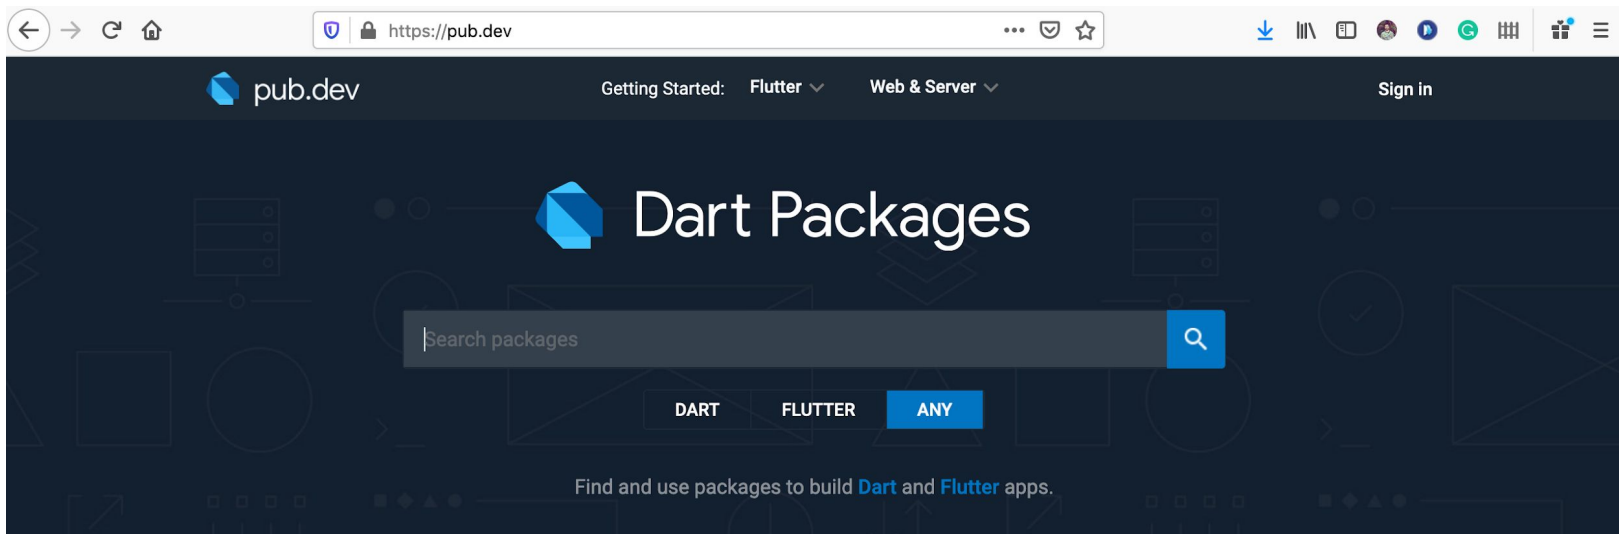 https://pub.dev
pub.dev
Getting Started: Flutter Web & Server
Sign in
Dart Packages
Search packages
DART FLUTTER ANY
Find and use packages to build Dart and Flutter apps.